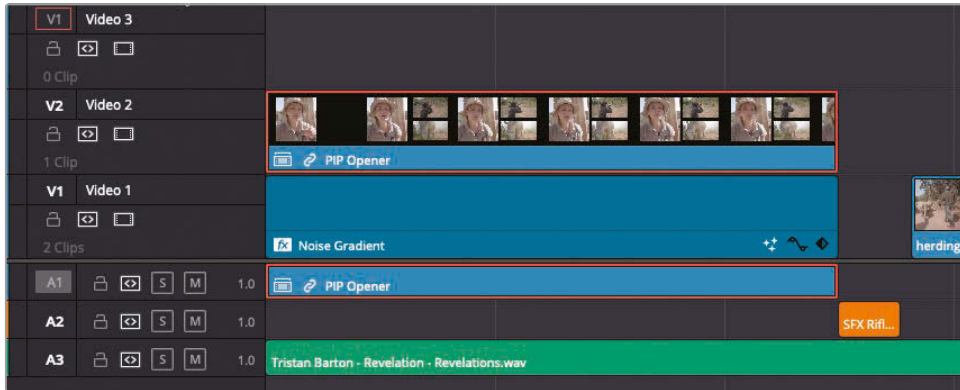 V1 Video 3
0 Clip
V2 Video 2
1 Clip
PIP Opener
V1 Video 1
2 Clips
fx Noise Gradient
herding
A1 S M 1.0 PIP Opener
A2 S M 1.0 SFX Rifl...
A3 S M 1.0 Tristan Barton - Revelation - Revelations.wav